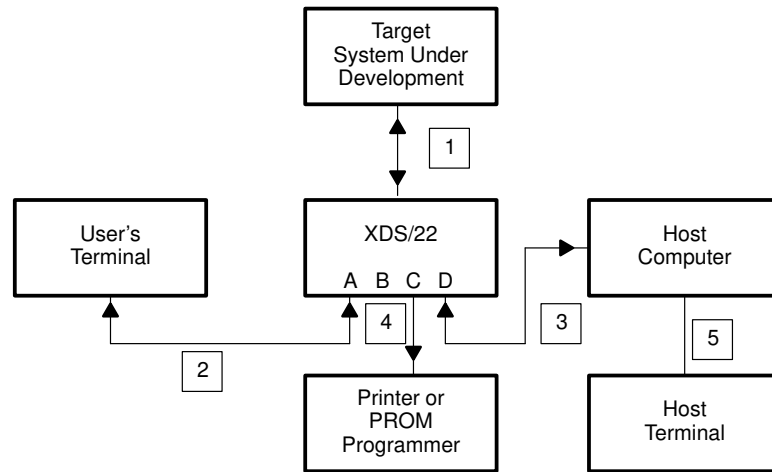 Target
System Under
Development
1
User's
Terminal
XDS/22
A B C D
Host
Computer
2
4
3
5
Printer or
PROM
Programmer
Host
Terminal